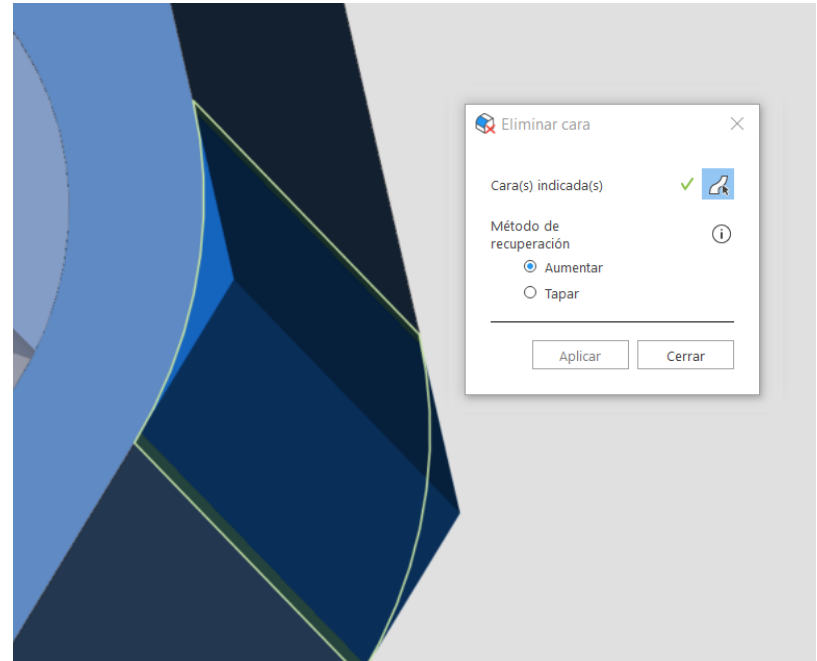 Eliminar cara
Cara(s) indicada(s)
Método de
recuperación
Aumentar
Tapar
Aplicar
Cerrar